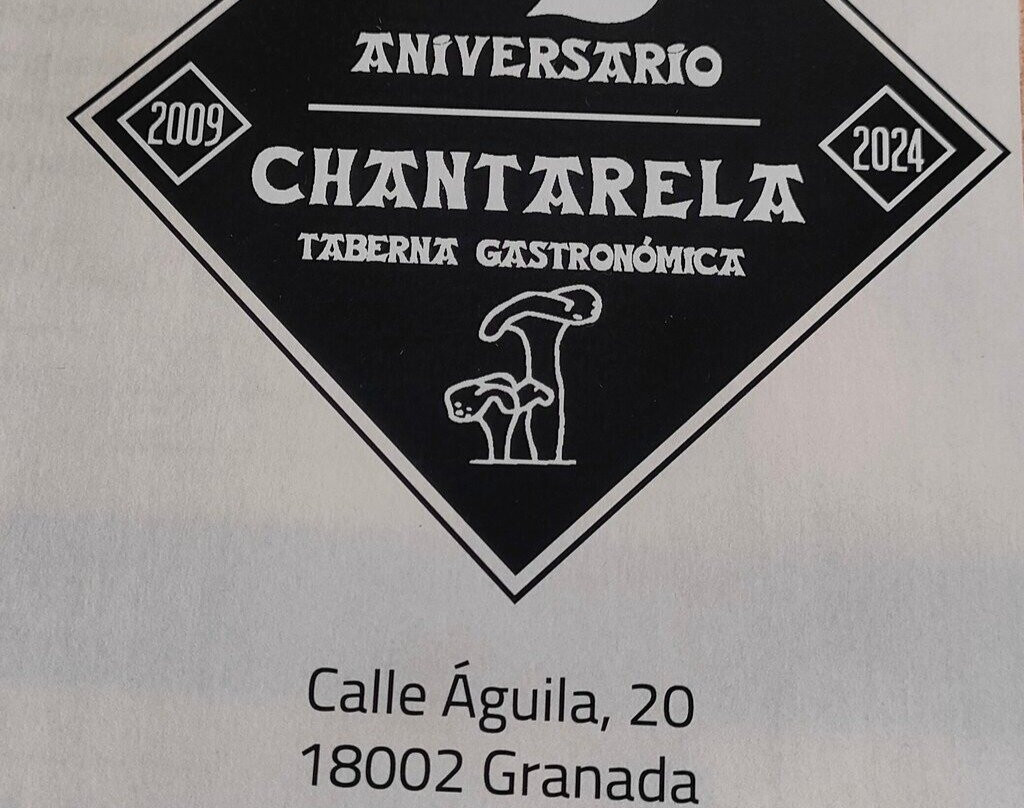 ANIVERSARIO
2009
2024
CHANTARELA
TABERNA GASTRONÓMICA
Calle Águila, 20
18002 Granada